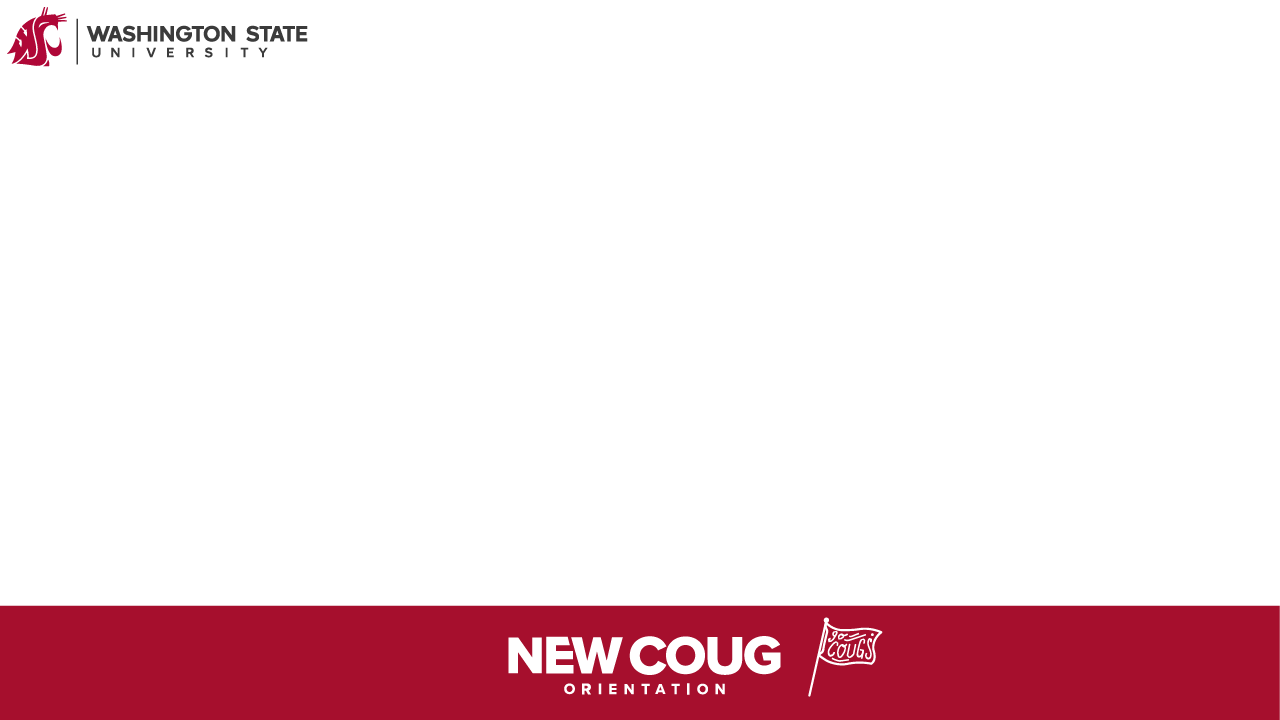 WASHINGTON STATE
UNIVERSITY
NEW COUG
ORIENTATION
go
COUGS